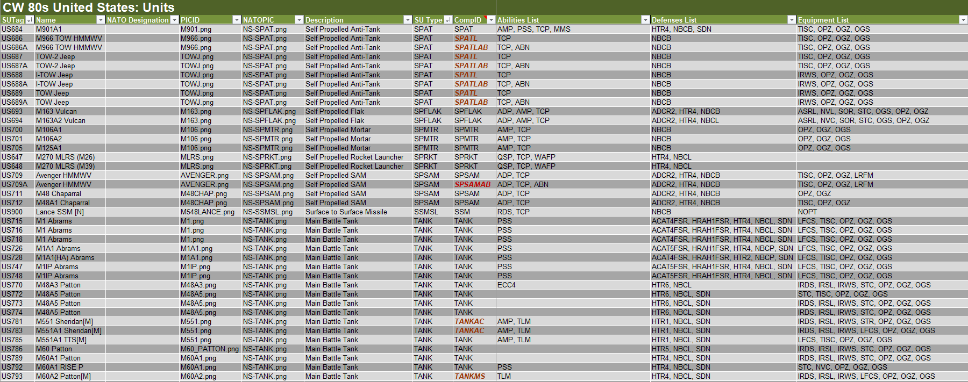 CW 80s United States: Units
SUTag Name NATO Designation PICID NATOPIC Description SU Type CompID Abilities List Defenses List Equipment List
US684 M901A1 M901.png NS-SPAT.png Self Propelled Anti-Tank SPAT SPAT AMP, PSS, TCP, MMS HTR4, NBCB, SDN TISC, OPZ, OGZ, OGS
US686 M966 TOW HMMWV M966.png NS-SPAT.png Self Propelled Anti-Tank SPAT SPATL TCP NBCB TISC, OPZ, OGZ, OGS
US686A M966 TOW HMMWV M966.png NS-SPAT.png Self Propelled Anti-Tank SPAT SPATLAB TCP, ABN NBCB TISC, OPZ, OGZ, OGS
US687 TOW-2 Jeep TOWJ.png NS-SPAT.png Self Propelled Anti-Tank SPAT SPATL TCP NBCB TISC, OPZ, OGZ, OGS
US687A TOW-2 Jeep TOWJ.png NS-SPAT.png Self Propelled Anti-Tank SPAT SPATLAB TCP, ABN NBCB TISC, OPZ, OGZ, OGS
US688 I-TOW Jeep TOWJ.png NS-SPAT.png Self Propelled Anti-Tank SPAT SPATL TCP NBCB IRWS, OPZ, OGZ, OGS
US688A I-TOW Jeep TOWJ.png NS-SPAT.png Self Propelled Anti-Tank SPAT SPATLAB TCP, ABN NBCB IRWS, OPZ, OGZ, OGS
US689 TOW Jeep TOWJ.png NS-SPAT.png Self Propelled Anti-Tank SPAT SPATL TCP NBCB IRWS, OPZ, OGZ, OGS
US689A TOW Jeep TOWJ.png NS-SPAT.png Self Propelled Anti-Tank SPAT SPATLAB TCP, ABN NBCB IRWS, OPZ, OGZ, OGS
US693 M163 Vulcan M163.png NS-SPFLAK.png Self Propelled Flak SPFLAK SPFLAK ADP, AMP, TCP ADCR2, HTR4, NBCB ASRL, NVC, SOR, STC, OGS, OPZ, OGZ
US694 M163A2 Vulcan M163.png NS-SPFLAK.png Self Propelled Flak SPFLAK SPFLAK ADP, AMP, TCP ADCR2, HTR4, NBCB ASRL, NVC, SOR, STC, OGS, OPZ, OGZ
US700 M106A1 M106.png NS-SPMTR.png Self Propelled Mortar SPMTR SPMTR AMP, TCP NBCB OPZ, OGZ, OGS
US701 M106A2 M106.png NS-SPMTR.png Self Propelled Mortar SPMTR SPMTR AMP, TCP NBCB OPZ, OGZ, OGS
US705 M125A1 M106.png NS-SPMTR.png Self Propelled Mortar SPMTR SPMTR AMP, TCP NBCB OPZ, OGZ, OGS
US647 M270 MLRS (M26) MLRS.png NS-SPRKT.png Self Propelled Rocket Launcher SPRKT SPRKT QSP, TCP, WAFP HTR4, NBCL
US648 M270 MLRS (M39) MLRS.png NS-SPRKT.png Self Propelled Rocket Launcher SPRKT SPRKT QSP, TCP, WAFP HTR4, NBCL
US709 Avenger HMMWV AVENGER.png NS-SPSAM.png Self Propelled SAM SPSAM SPSAM ADP, TCP ADCR2, HTR4, NBCB TISC, OPZ, OGZ, LRFM
US709A Avenger HMMWV AVENGER.png NS-SPSAM.png Self Propelled SAM SPSAM SPSAMAD ADP, TCP, ABN ADCR2, HTR4, NBCB TISC, OPZ, OGZ, LRFM
US711 M48 Chaparral M48CHAP.png NS-SPSAM.png Self Propelled SAM SPSAM SPSAM ADP, AMP, TCP ADCR2, HTR4, NBCB OPZ, OGZ
US712 M48A1 Chaparral M48CHAP.png NS-SPSAM.png Self Propelled SAM SPSAM SPSAM ADP, AMP, TCP ADCR2, HTR4, NBCB TISC, OPZ, OGZ
US900 Lance SSM [N] M54$LANCE.png NS-SSMSL.png Surface to Surface Missile SSMSL SSM RDS, TCP NBCB NOPT
US715 M1 Abrams M1.png NS-TANK.png Main Battle Tank TANK TANK PSS ACAT4FSR, HRAH1FSR, HTR4, NBCL, SDN LFCS, TISC, OPZ, OGZ, OGS
US716 M1 Abrams M1.png NS-TANK.png Main Battle Tank TANK TANK PSS ACAT4FSR, HRAH1FSR, HTR4, NBCL, SDN LFCS, TISC, OPZ, OGZ, OGS
US718 M1 Abrams M1.png NS-TANK.png Main Battle Tank TANK TANK PSS ACAT4FSR, HRAH1FSR, HTR4, NBCL, SDN LFCS, TISC, OPZ, OGZ, OGS
US726 M1A1 Abrams M1A1.png NS-TANK.png Main Battle Tank TANK TANK PSS ACAT5FSR, HRAH1FSR, HTR4, NBCP, SDN LFCS, TISC, OPZ, OGZ, OGS
US728 M1A1(HA) Abrams M1A1.png NS-TANK.png Main Battle Tank TANK TANK PSS ACAT6FSR, HRAH1FSR, HTR2, NBCP, SDN LFCS, TISC, OPZ, OGZ, OGS
US747 M1IP Abrams M1.png NS-TANK.png Main Battle Tank TANK TANK PSS ACAT5FSR, HRAH1FSR, HTR4, NBCL, SDN LFCS, TISC, OPZ, OGZ, OGS
US748 M1IP Abrams M1.png NS-TANK.png Main Battle Tank TANK TANK PSS ACAT5FSR, HRAH1FSR, HTR4, NBCL, SDN LFCS, TISC, OPZ, OGZ, OGS
US770 M48A3 Patton M48A3.png NS-TANK.png Main Battle Tank TANK TANK ECC4 HTR6, NBCL IRDS, IRSL, IRWS, STC, OPZ, OGZ, OGS
US772 M48A5 Patton M48A5.png NS-TANK.png Main Battle Tank TANK TANK HTR6, NBCL, SDN STC, TISC, OPZ, OGZ, OGS
US773 M48A5 Patton M48A5.png NS-TANK.png Main Battle Tank TANK TANK HTR6, NBCL, SDN IRDS, IRSL, IRWS, STC, OPZ, OGZ, OGS
US774 M48A5 Patton M48A5.png NS-TANK.png Main Battle Tank TANK TANK HTR6, NBCL, SDN IRDS, IRSL, IRWS, STC, OPZ, OGZ, OGS
US781 M551 Sheridan[M] M551.png NS-TANK.png Main Battle Tank TANK TANKAC AMP, TLM HTR1, NBCL, SDN IRDS, IRSL, IRWS, STR, OPZ, OGZ, OGS
US783 M551A1 Sheridan[M] M551.png NS-TANK.png Main Battle Tank TANK TANKAC AMP, TLM HTR1, NBCL, SDN IRDS, IRSL, IRWS, LFCS, OPZ, OGZ, OGS
US785 M551A1 TTS[M] M551.png NS-TANK.png Main Battle Tank TANK TANK AMP, TLM HTR1, NBCL, SDN LFCS, TISC, OPZ, OGZ, OGS
US786 M60 Patton M60_PATTON.png NS-TANK.png Main Battle Tank TANK TANK HTR5, NBCL, SDN IRDS, IRSL, IRWS, STC, OPZ, OGZ, OGS
US789 M60A1 Patton M60A1.png NS-TANK.png Main Battle Tank TANK TANK HTR4, NBCL, SDN IRDS, IRSL, IRWS, STC, OPZ, OGZ, OGS
US792 M60A1 RISE P M60A1.png NS-TANK.png Main Battle Tank TANK TANK HTR4, NBCL, SDN STC, NVC, OPZ, OGZ, OGS
US793 M60A2 Patton[M] M60A2.png NS-TANK.png Main Battle Tank TANK TANKMS TLM HTR4, NBCL, SDN IRDS, IRSL, IRWS, LFCS, OPZ, OGZ, OGS